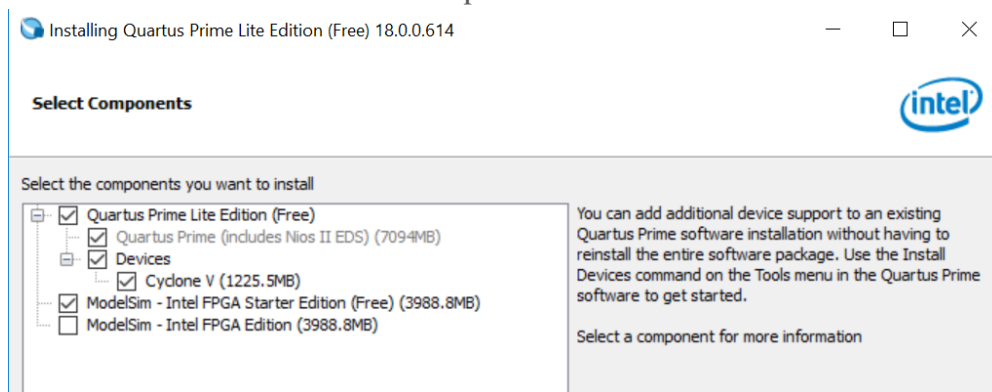 Installing Quartus Prime Lite Edition (Free) 18.0.0.614
Select Components
intel
Select the components you want to install
Quartus Prime Lite Edition (Free)
Quartus Prime (includes Nios II EDS) (7094MB)
Devices
Cyclone V (1225.5MB)
ModelSim - Intel FPGA Starter Edition (Free) (3988.8MB)
ModelSim - Intel FPGA Edition (3988.8MB)
You can add additional device support to an existing
Quartus Prime software installation without having to
reinstall the entire software package. Use the Install
Devices command on the Tools menu in the Quartus Prime
software to get started.
Select a component for more information